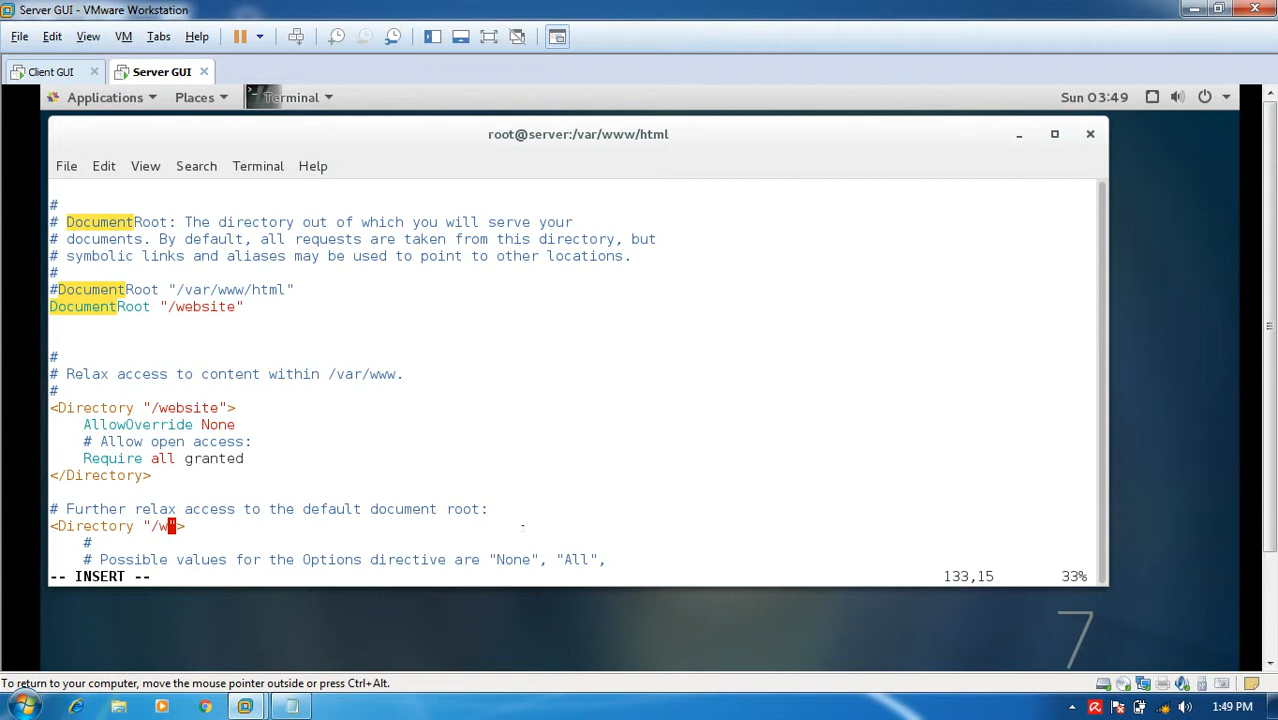 Server GUI - VMware Workstation
File Edit View VM Tabs Help
Client GUI Server GUI
Applications Places Terminal Sun 03:49
root@server:/var/www/html
File Edit View Search Terminal Help
#
# DocumentRoot: The directory out of which you will serve your
# documents. By default, all requests are taken from this directory, but
# symbolic links and aliases may be used to point to other locations.
#
#DocumentRoot "/var/www/html"
DocumentRoot "/website"
#
# Relax access to content within /var/www.
#
<Directory "/website">
AllowOverride None
# Allow open access:
Require all granted
</Directory>
# Further relax access to the default document root:
<Directory "/w">
#
# Possible values for the Options directive are "None", "All",
-- INSERT -- 133,15 33%
7
To return to your computer, move the mouse pointer outside or press Ctrl+Alt.
1:49 PM